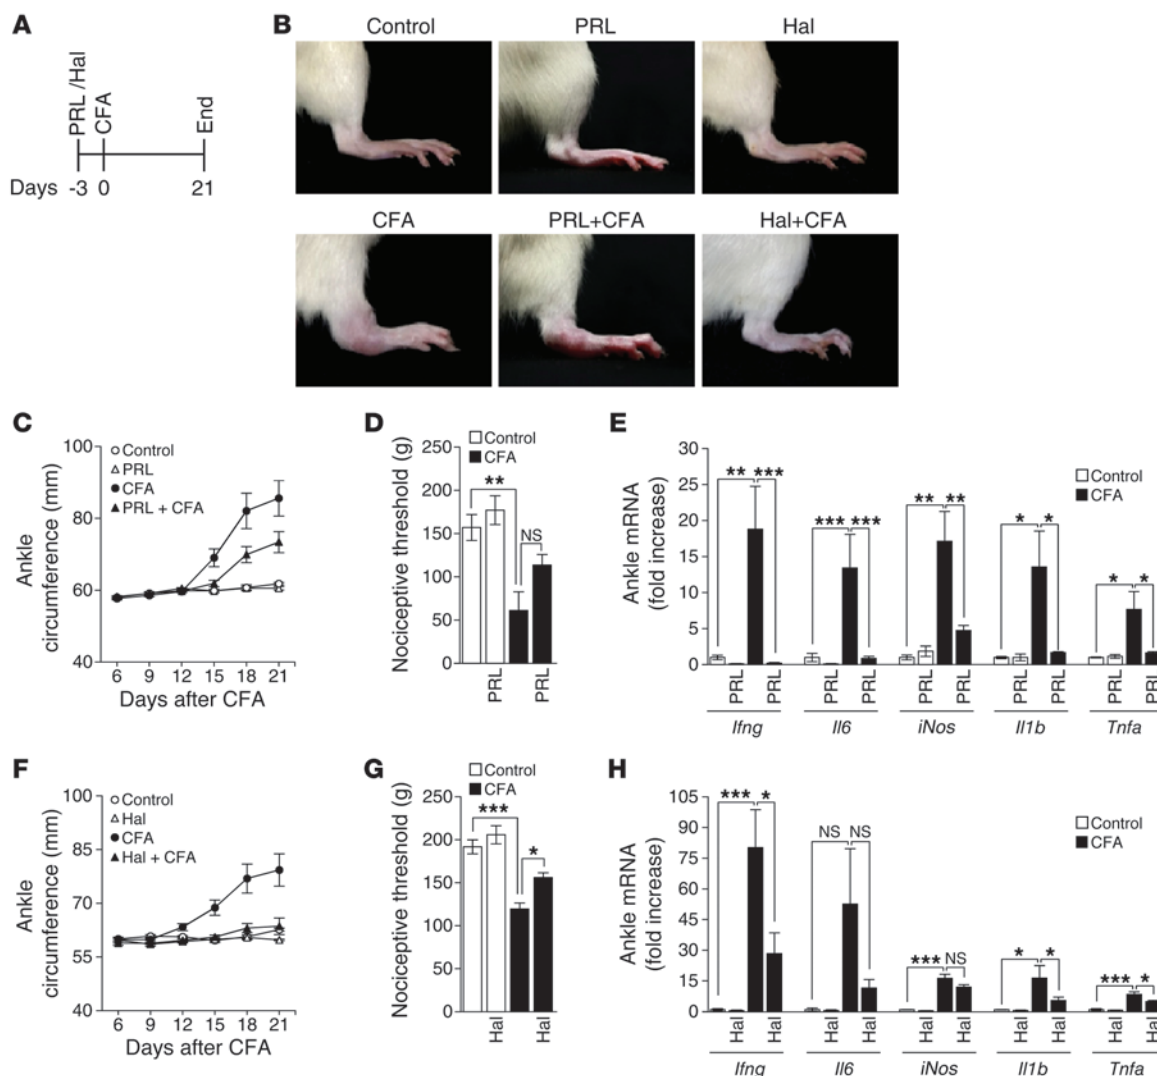 A
PRL /Hal
CFA
End
Days -3 0 21
B
Control PRL Hal
CFA PRL+CFA Hal+CFA
C
Ankle circumference (mm)
100
80
60
40
Control
PRL
CFA
PRL + CFA
6 9 12 15 18 21
Days after CFA
D
Nociceptive threshold (g)
250
200
150
100
50
0
Control
CFA
**
NS
PRL PRL
E
Ankle mRNA
(fold increase)
30
25
20
15
10
5
0
Control
CFA
** ***
*** ***
** **
* *
* *
PRL PRL PRL PRL PRL PRL PRL PRL PRL PRL
Ifng Il6 iNos Il1b Tnfa
F
Ankle circumference (mm)
100
85
70
55
40
Control
Hal
CFA
Hal + CFA
6 9 12 15 18 21
Days after CFA
G
Nociceptive threshold (g)
250
200
150
100
50
0
Control
CFA
***
*
Hal Hal
H
Ankle mRNA
(fold increase)
105
90
75
60
45
30
15
0
Control
CFA
*** *
NS NS
*** NS
* *
*** *
Hal Hal Hal Hal Hal Hal Hal Hal Hal Hal
Ifng Il6 iNos Il1b Tnfa